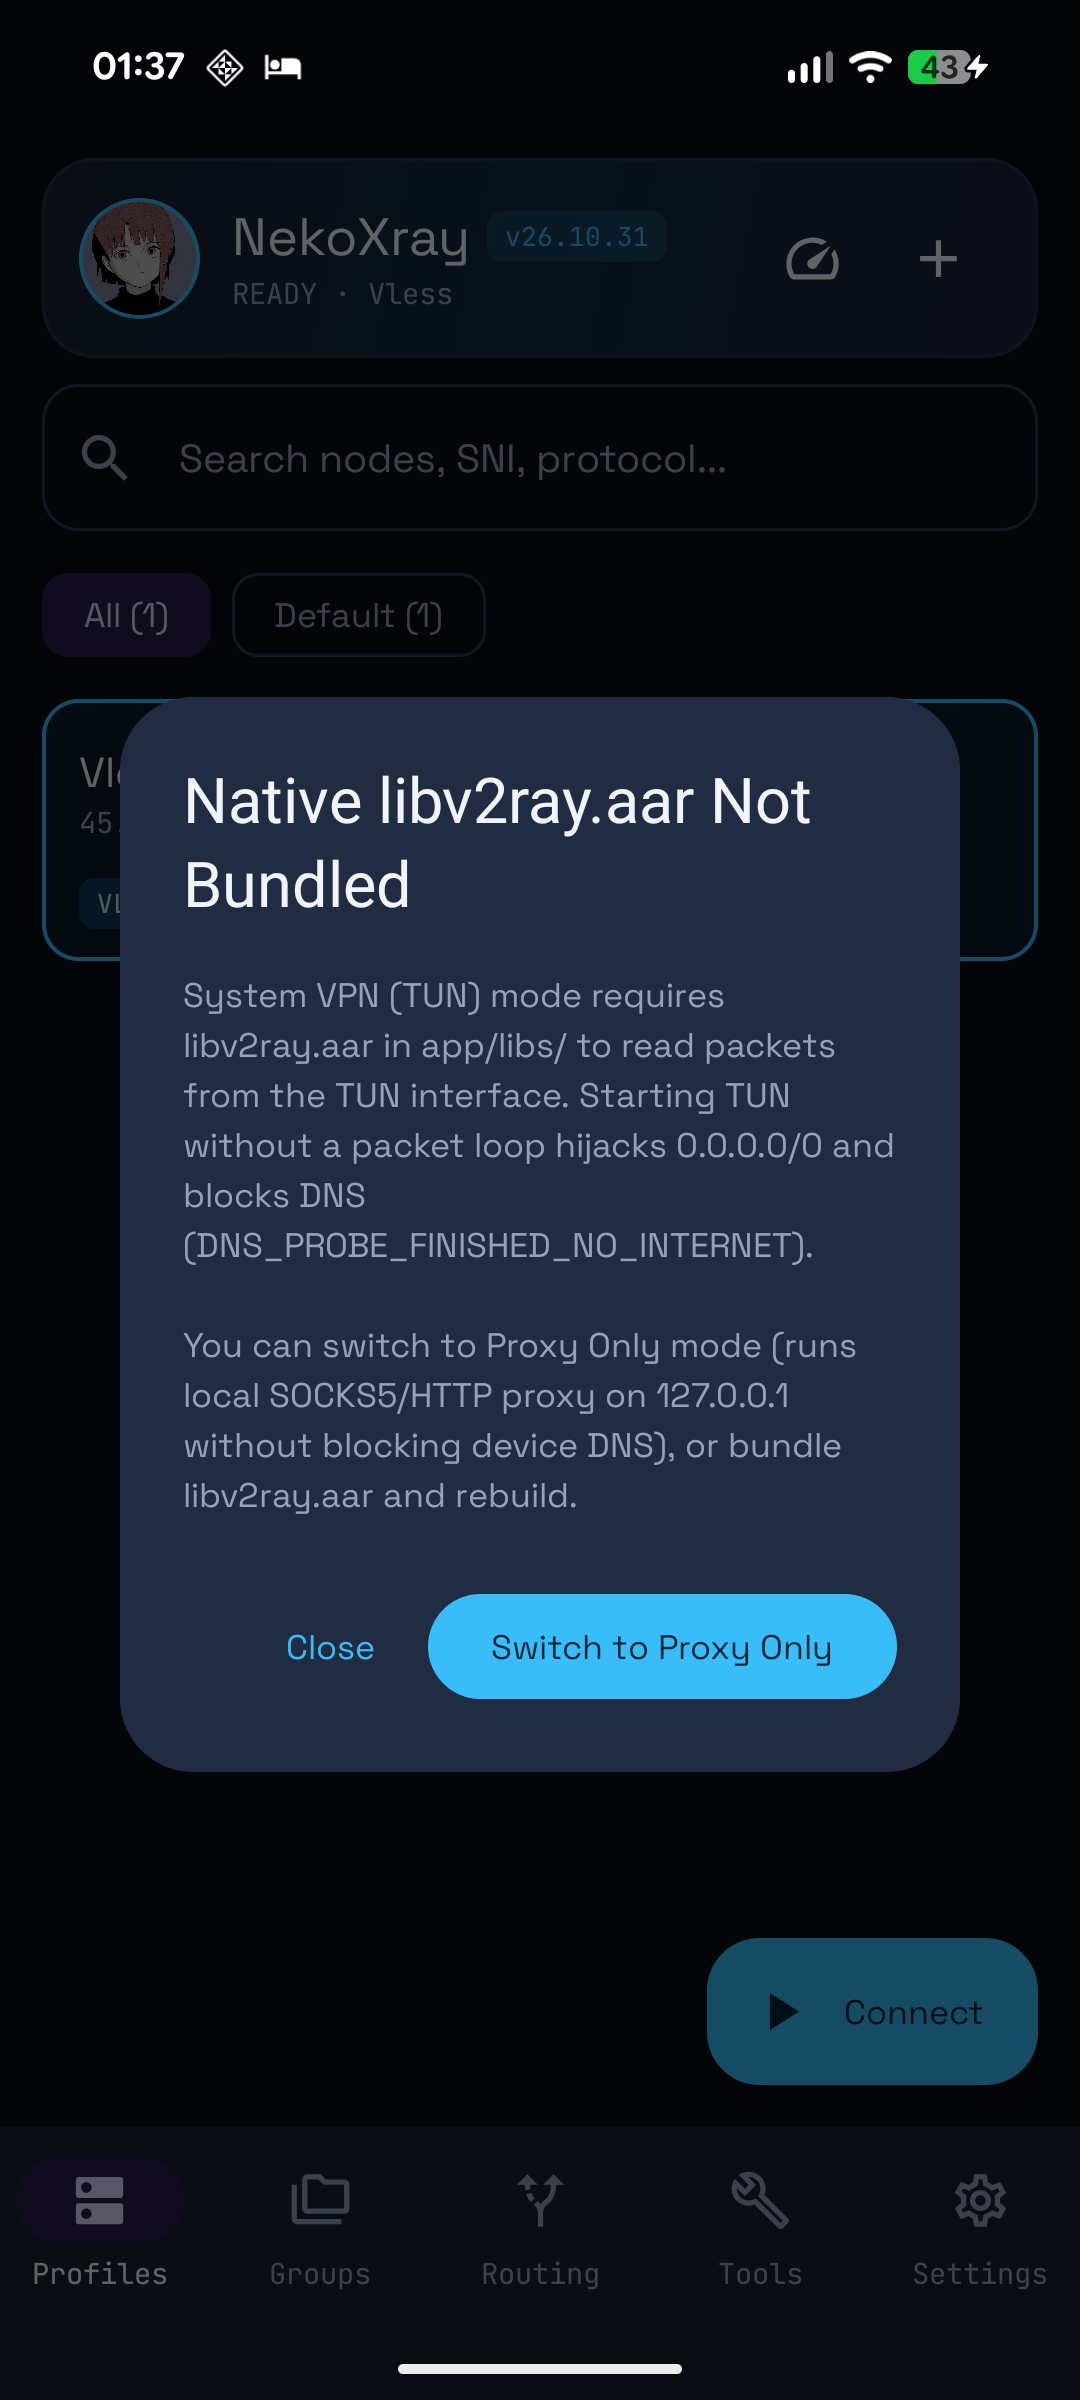 01:37
43
NekoXray v26.10.31
READY · Vless
Search nodes, SNI, protocol...
All (1)
Default (1)
45
Native libv2ray.aar Not
Bundled
System VPN (TUN) mode requires
libv2ray.aar in app/libs/ to read packets
from the TUN interface. Starting TUN
without a packet loop hijacks 0.0.0.0/0 and
blocks DNS
(DNS_PROBE_FINISHED_NO_INTERNET).
You can switch to Proxy Only mode (runs
local SOCKS5/HTTP proxy on 127.0.0.1
without blocking device DNS), or bundle
libv2ray.aar and rebuild.
Close
Switch to Proxy Only
Connect
Profiles
Groups
Routing
Tools
Settings